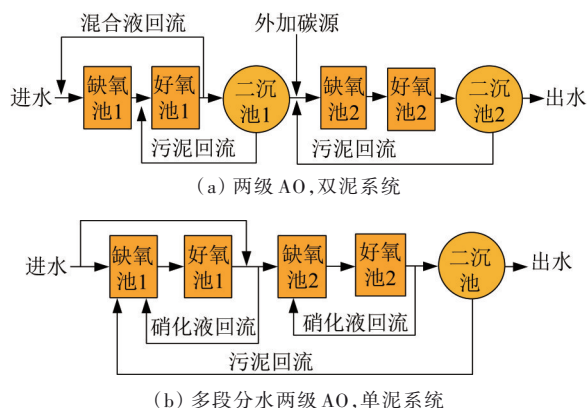 混合液回流
外加碳源
进水
缺氧
池1
好氧
池1
二沉
池1
缺氧
池2
好氧
池2
二沉
池2
出水
污泥回流
污泥回流
(a) 两级AO,双泥系统
进水
缺氧
池1
好氧
池1
缺氧
池2
好氧
池2
二沉
池
出水
硝化液回流
硝化液回流
污泥回流
(b) 多段分水两级AO,单泥系统